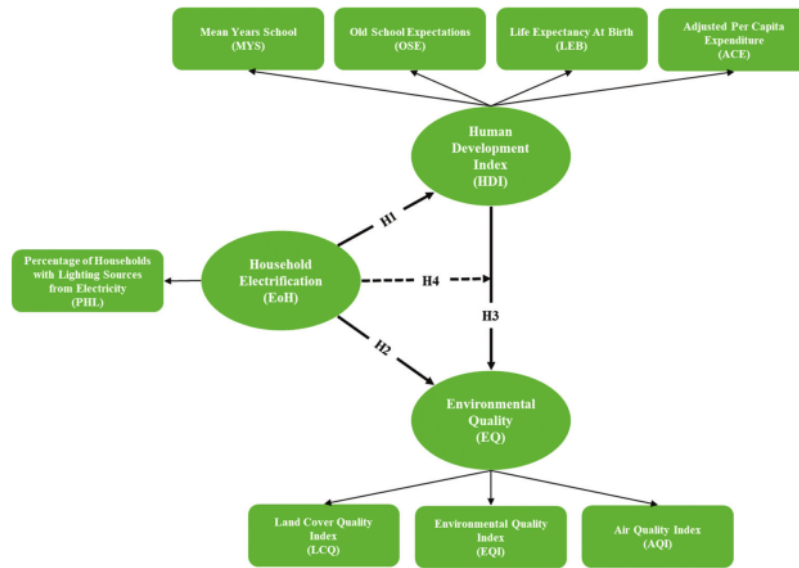 Mean Years School
(MYS)
Old School Expectations
(OSE)
Life Expectancy At Birth
(LEB)
Adjusted Per Capita
Expenditure
(ACE)
Human
Development
Index
(HDI)
H1
Percentage of Households
with Lighting Sources
from Electricity
(PHL)
Household
Electrification
(EoH)
H4
H3
H2
Environmental
Quality
(EQ)
Land Cover Quality
Index
(LCQ)
Environmental Quality
Index
(EQI)
Air Quality Index
(AQI)